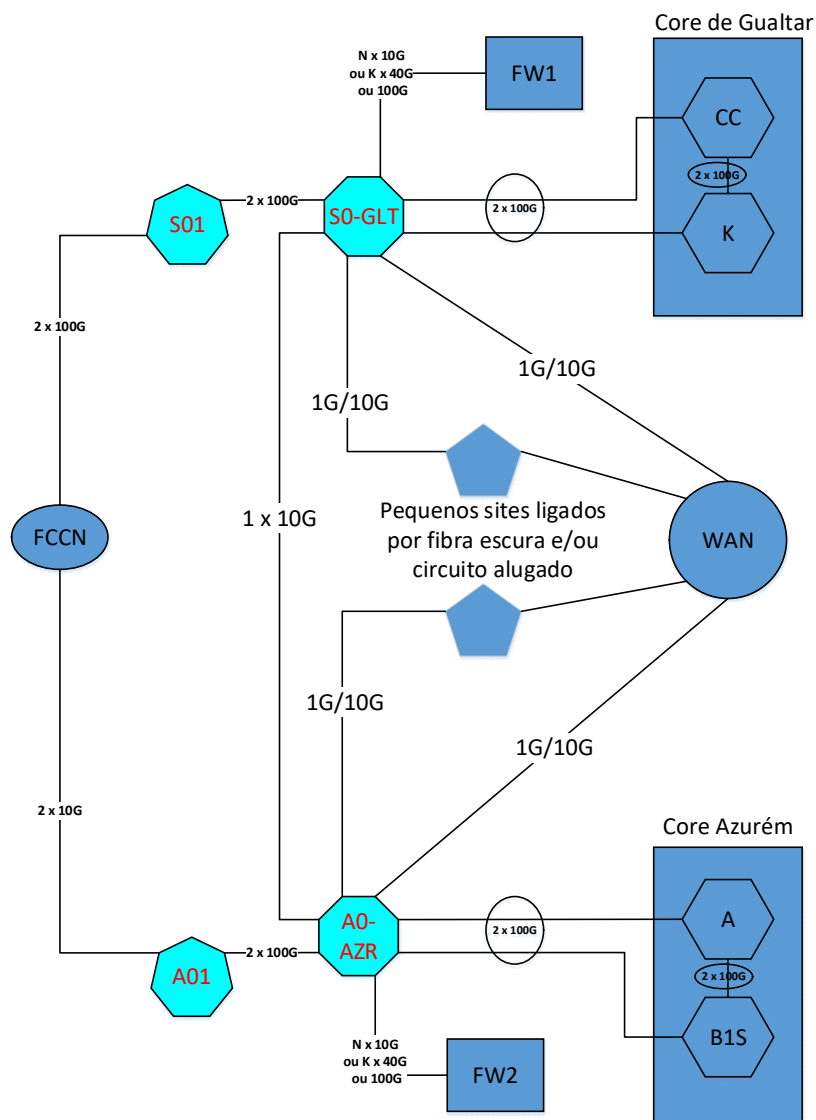 Core de Gualtar
N x 10G
ou K x 40G
ou 100G
FW1
CC
2 x 100G
K
S01
2 x 100G
S0-GLT
2 x 100G
2 x 100G
1G/10G
1G/10G
1 x 10G
FCCN
Pequenos sites ligados
por fibra escura e/ou
circuito alugado
WAN
1G/10G
1G/10G
2 x 10G
Core Azurém
A01
2 x 100G
A0-
AZR
2 x 100G
A
2 x 100G
B1S
N x 10G
ou K x 40G
ou 100G
FW2